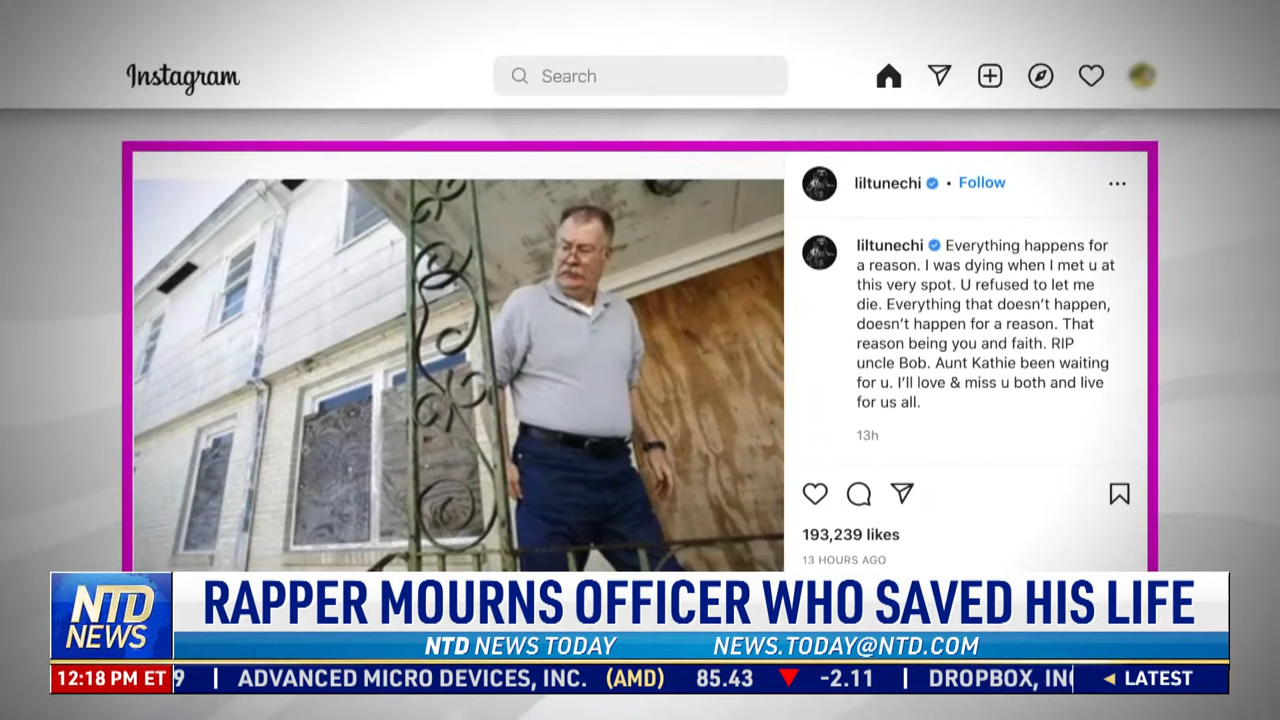 Instagram
Search
liltunechi • Follow
liltunechi Everything happens for
a reason. I was dying when I met u at
this very spot. U refused to let me
die. Everything that doesn't happen,
doesn't happen for a reason. That
reason being you and faith. RIP
uncle Bob. Aunt Kathie been waiting
for u. I'll love & miss u both and live
for us all.
13h
193,239 likes
13 HOURS AGO
NTD
NEWS
RAPPER MOURNS OFFICER WHO SAVED HIS LIFE
NTD NEWS TODAY NEWS.TODAY@NTD.COM
12:18 PM ET 9 | ADVANCED MICRO DEVICES, INC. (AMD) 85.43 ▼ -2.11 | DROPBOX, IN ◄ LATEST